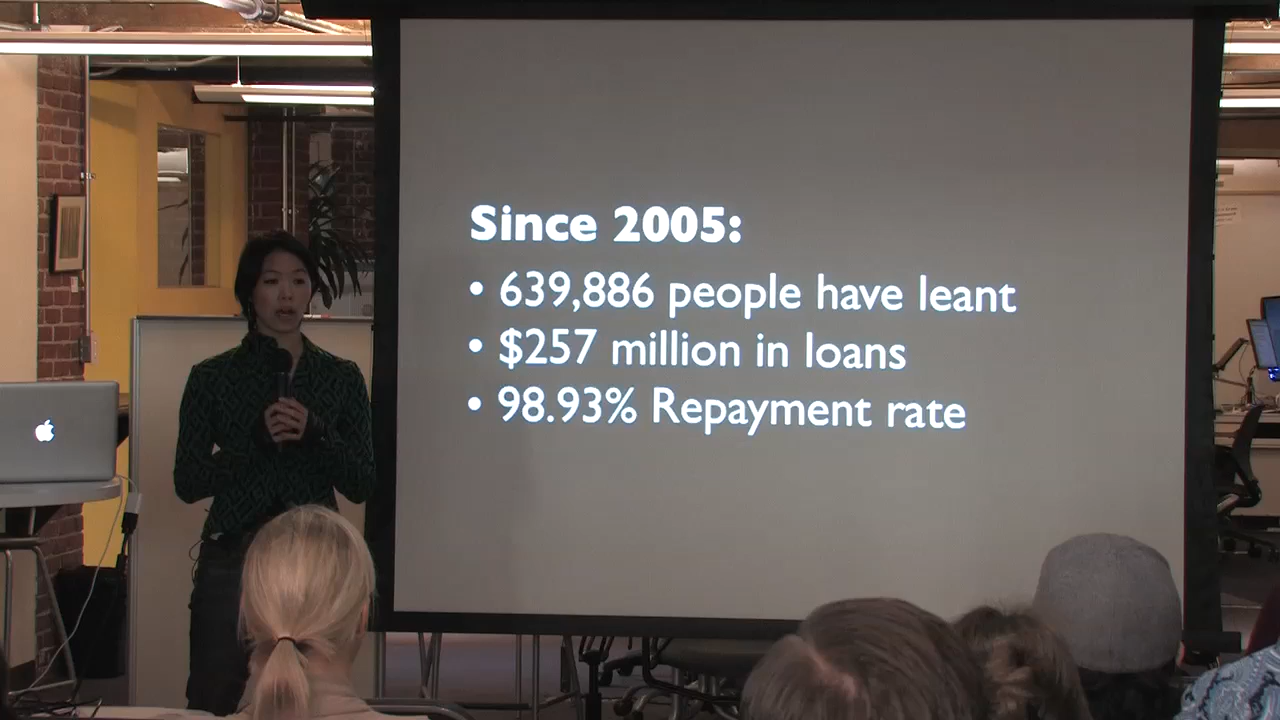 Since 2005:
• 639,886 people have leant
• $257 million in loans
• 98.93% Repayment rate